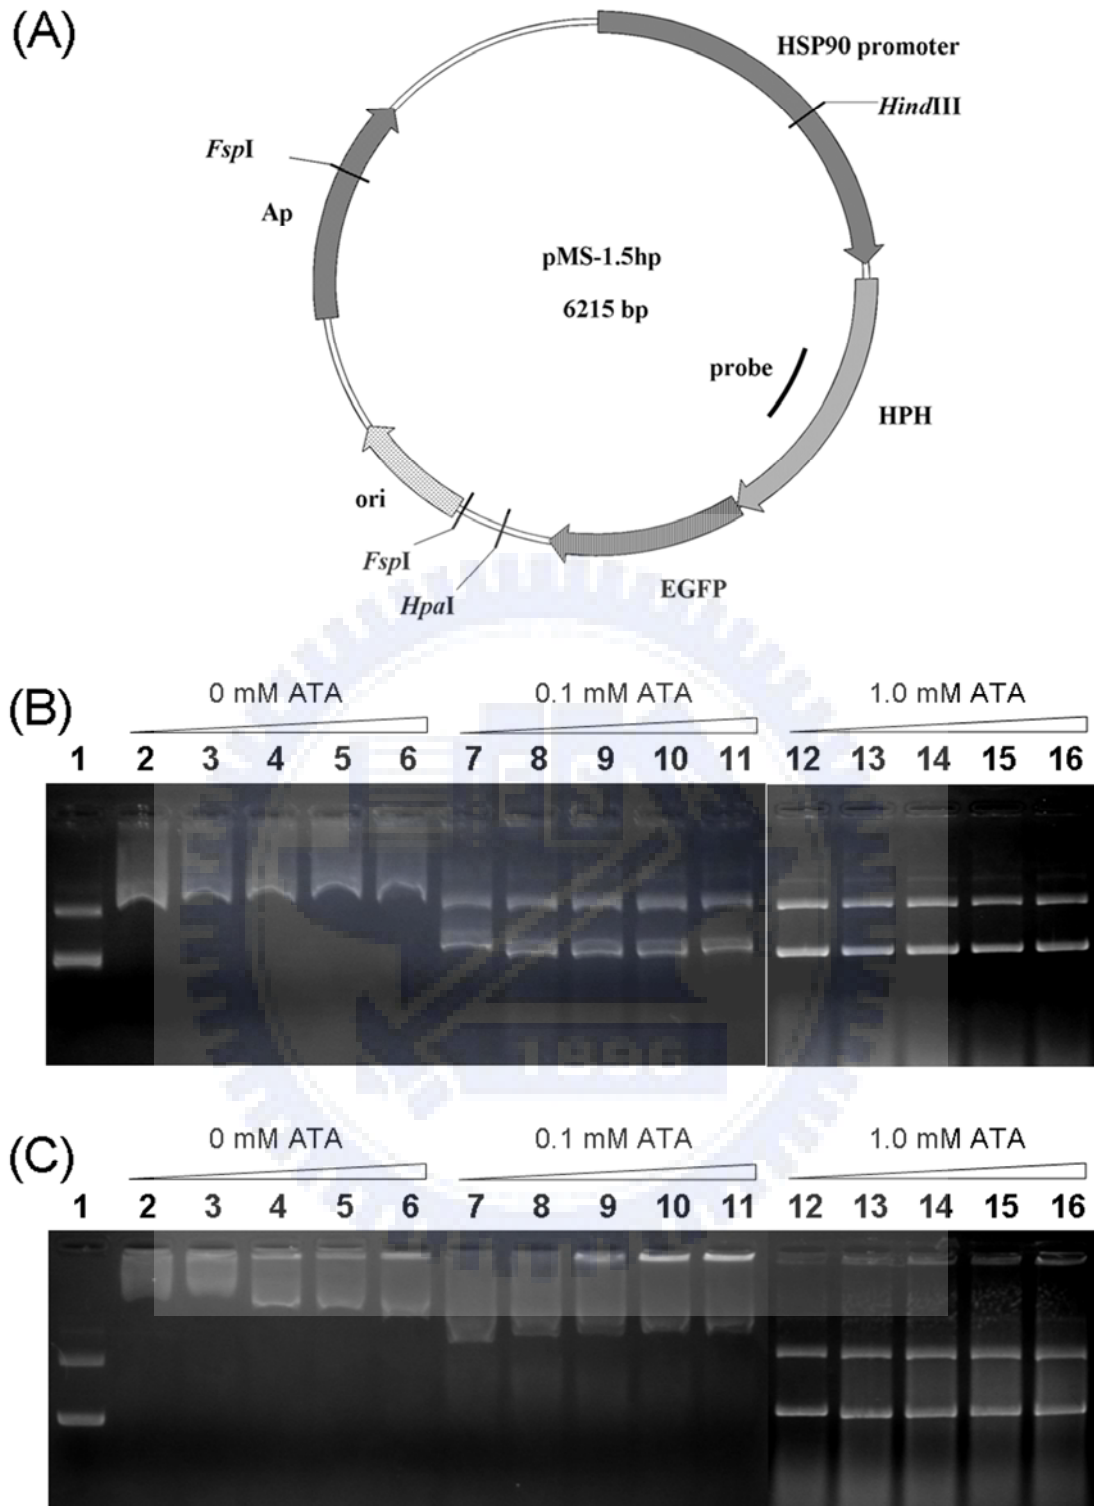 (A)
HSP90 promoter
HindIII
FspI
Ap
pMS-1.5hp
6215 bp
probe
HPH
ori
FspI
HpaI
EGFP
(B)
0 mM ATA 0.1 mM ATA 1.0 mM ATA
1 2 3 4 5 6 7 8 9 10 11 12 13 14 15 16
1896
(C)
0 mM ATA 0.1 mM ATA 1.0 mM ATA
1 2 3 4 5 6 7 8 9 10 11 12 13 14 15 16